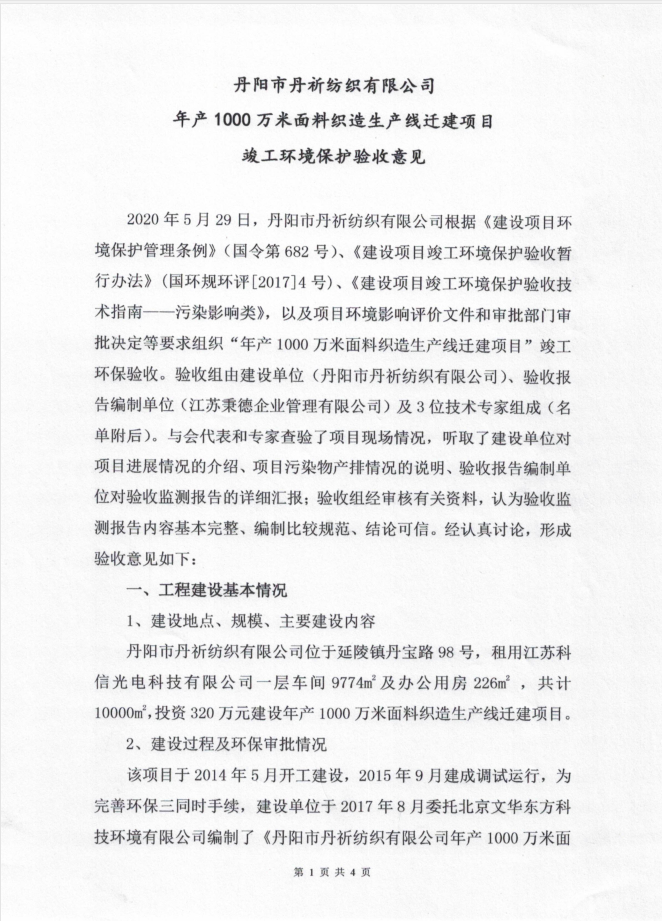 丹阳市丹祈纺织有限公司
年产 1000 万米面料织造生产线迁建项目
竣工环境保护验收意见
2020 年 5 月 29 日，丹阳市丹祈纺织有限公司根据《建设项目环
境保护管理条例》（国令第 682 号）、《建设项目竣工环境保护验收暂
行办法》（国环规环评[2017]4 号）、《建设项目竣工环境保护验收技
术指南——污染影响类》，以及项目环境影响评价文件和审批部门审
批决定等要求组织“年产 1000 万米面料织造生产线迁建项目”竣工
环保验收。验收组由建设单位（丹阳市丹祈纺织有限公司）、验收报
告编制单位（江苏秉德企业管理有限公司）及 3 位技术专家组成（名
单附后）。与会代表和专家查验了项目现场情况，听取了建设单位对
项目进展情况的介绍、项目污染物产排情况的说明、验收报告编制单
位对验收监测报告的详细汇报；验收组经审核有关资料，认为验收监
测报告内容基本完整、编制比较规范、结论可信。经认真讨论，形成
验收意见如下：
一、工程建设基本情况
1、建设地点、规模、主要建设内容
丹阳市丹祈纺织有限公司位于延陵镇丹宝路 98 号，租用江苏科
信光电科技有限公司一层车间 9774㎡及办公用房 226㎡ ，共计
10000㎡，投资 320 万元建设年产 1000 万米面料织造生产线迁建项目。
2、建设过程及环保审批情况
该项目于 2014 年 5 月开工建设，2015 年 9 月建成调试运行，为
完善环保三同时手续，建设单位于 2017 年 8 月委托北京文华东方科
技环境有限公司编制了《丹阳市丹祈纺织有限公司年产 1000 万米面
第 1 页 共 4 页